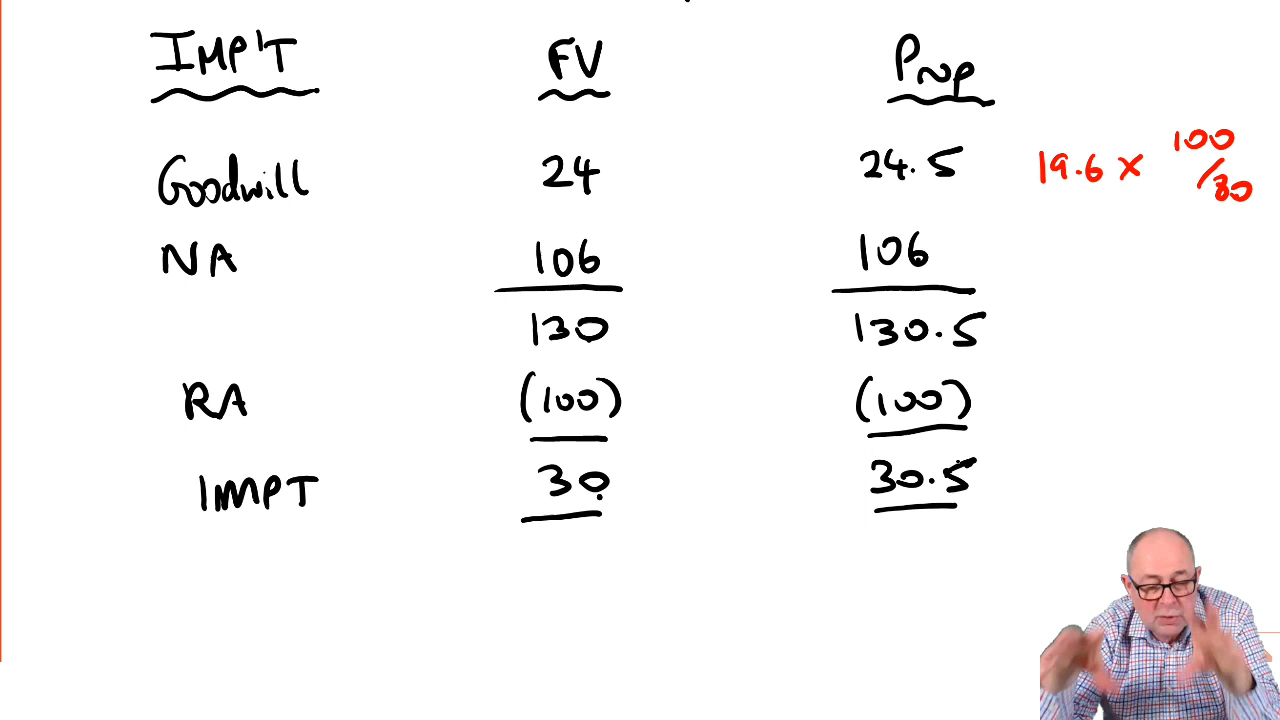 IMP'T FV Prop
Goodwill 24 24.5 19.6 × 100/80
NA 106 106
130 130.5
RA (100) (100)
IMPT 30 30.5